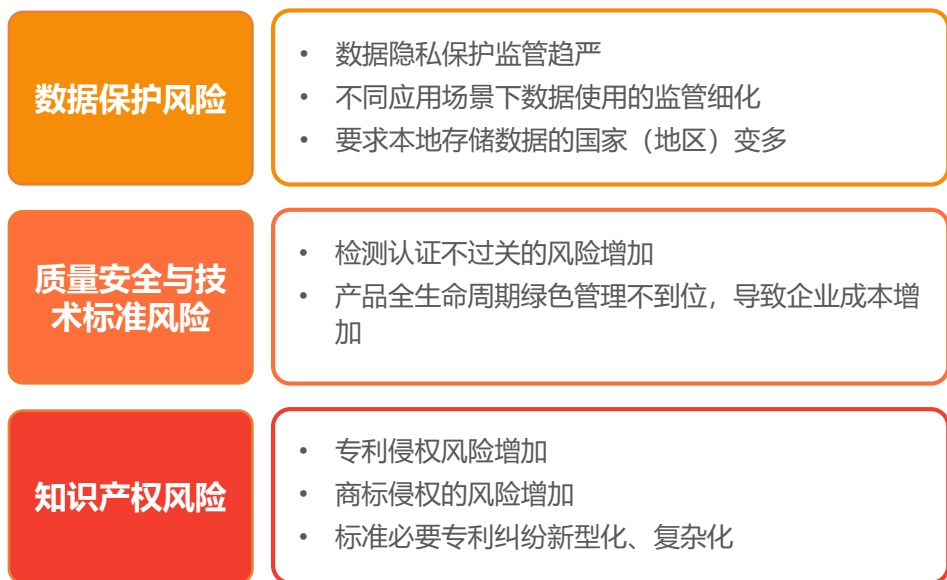 数据保护风险
• 数据隐私保护监管趋严
• 不同应用场景下数据使用的监管细化
• 要求本地存储数据的国家（地区）变多
质量安全与技
术标准风险
• 检测认证不过关的风险增加
• 产品全生命周期绿色管理不到位，导致企业成本增
加
知识产权风险
• 专利侵权风险增加
• 商标侵权的风险增加
• 标准必要专利纠纷新型化、复杂化